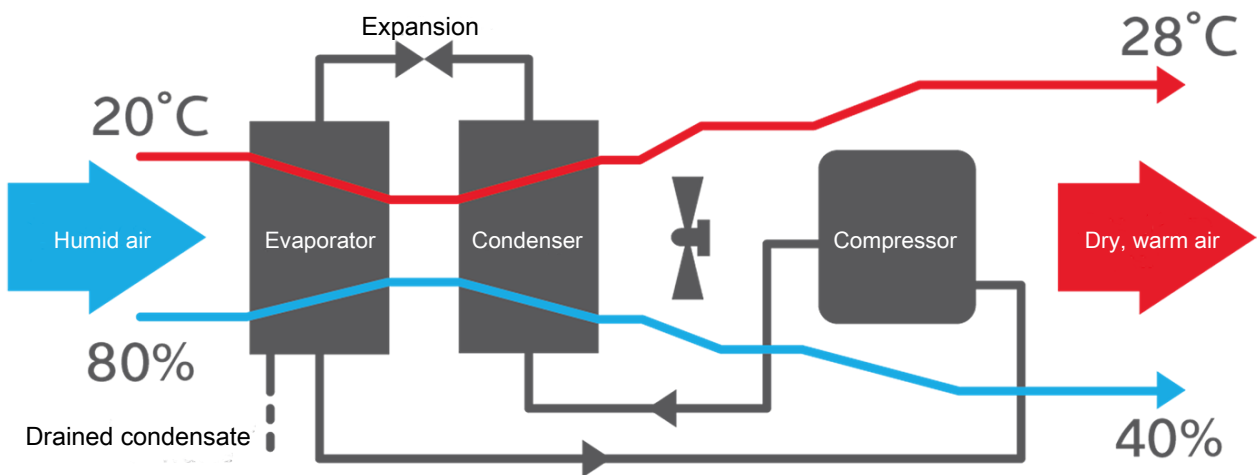 Expansion
28°C
20°C
Humid air
Evaporator
Condenser
Compressor
Dry, warm air
80%
Drained condensate
40%